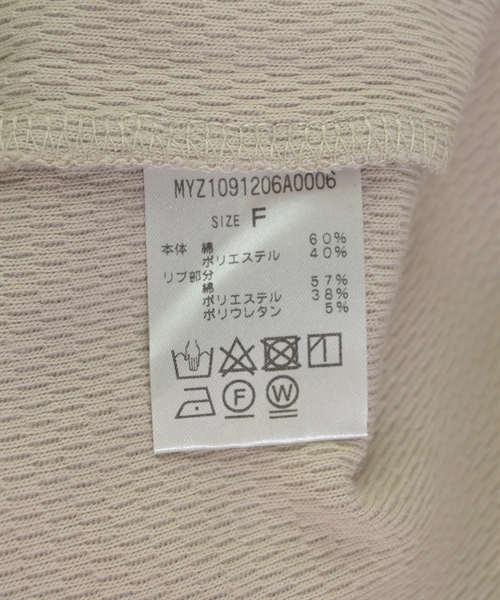 MYZ1091206A0006
SIZE F
本体 綿 60%
ポリエステル 40%
リブ部分
綿 57%
ポリエステル 38%
ポリウレタン 5%
F W